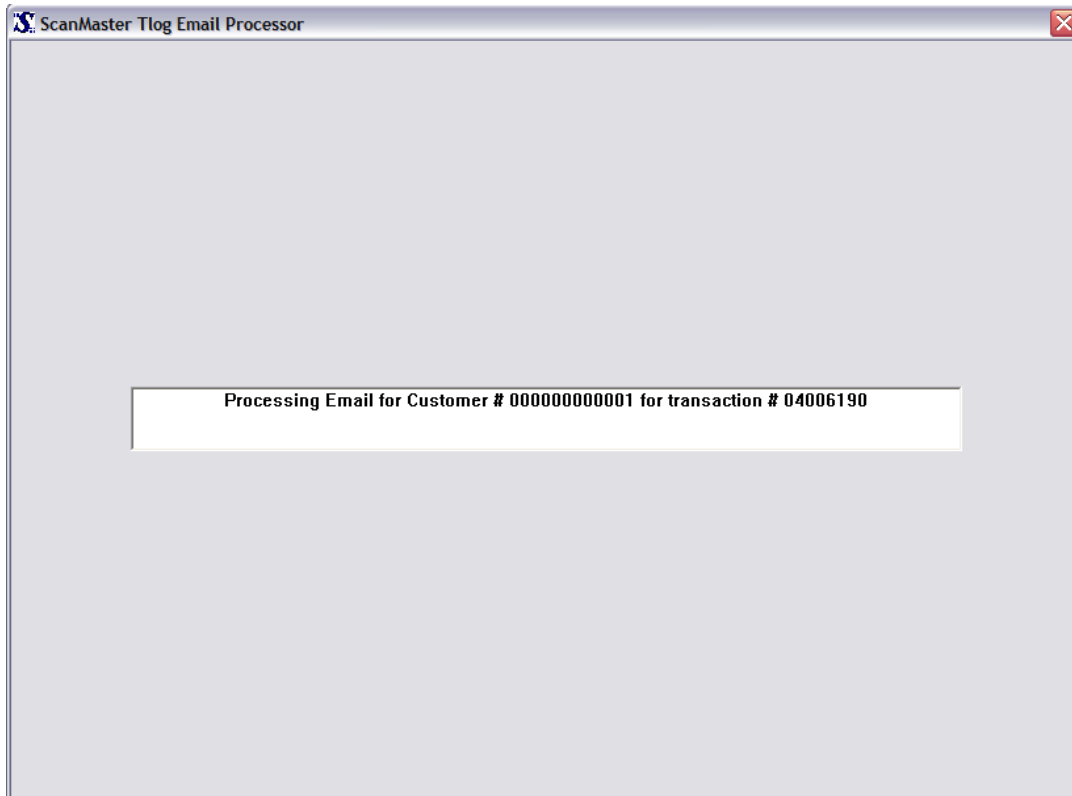 ScanMaster Tlog Email Processor
Processing Email for Customer # 000000000001 for transaction # 04006190